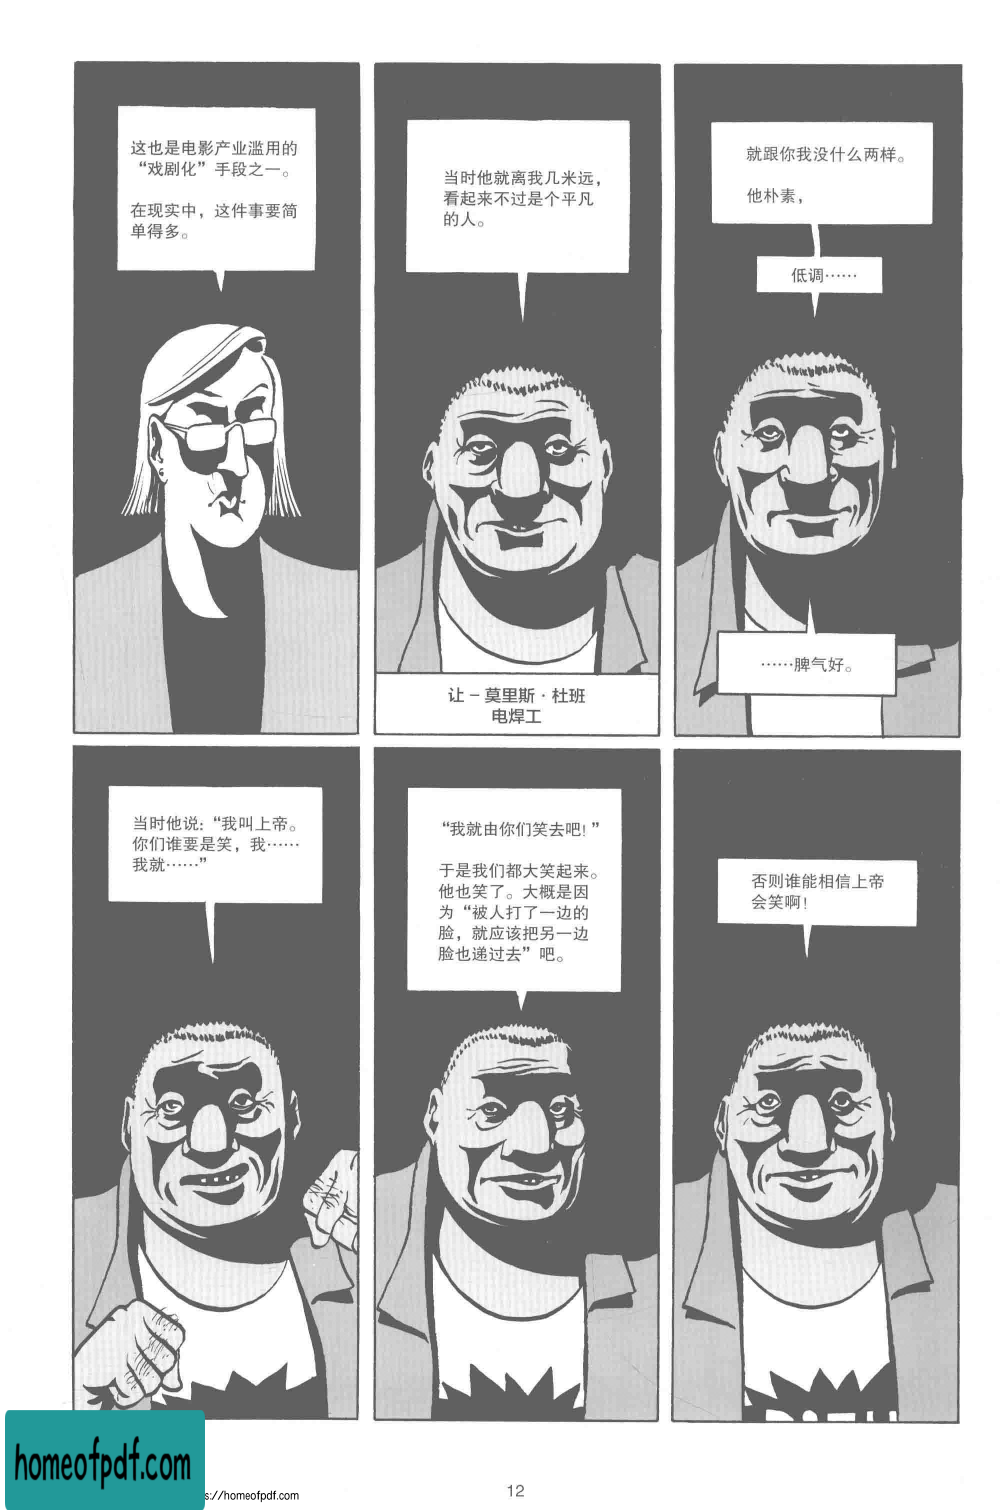 这也是电影产业滥用的
“戏剧化”手段之一。
在现实中，这件事要简
单得多。
当时他就离我几米远，
看起来不过是个平凡
的人。
就跟你我没什么两样。
他朴素，
低调……
……脾气好。
让-莫里斯·杜班
电焊工
当时他说：“我叫上帝。
你们谁要是笑，我……
我就……”
“我就由你们笑去吧！”
于是我们都大笑起来。
他也笑了。大概是因
为“被人打了一边的
脸，就应该把另一边
脸也递过去”吧。
否则谁能相信上帝
会笑啊！
homeofpdf.com
s://homeofpdf.com
12